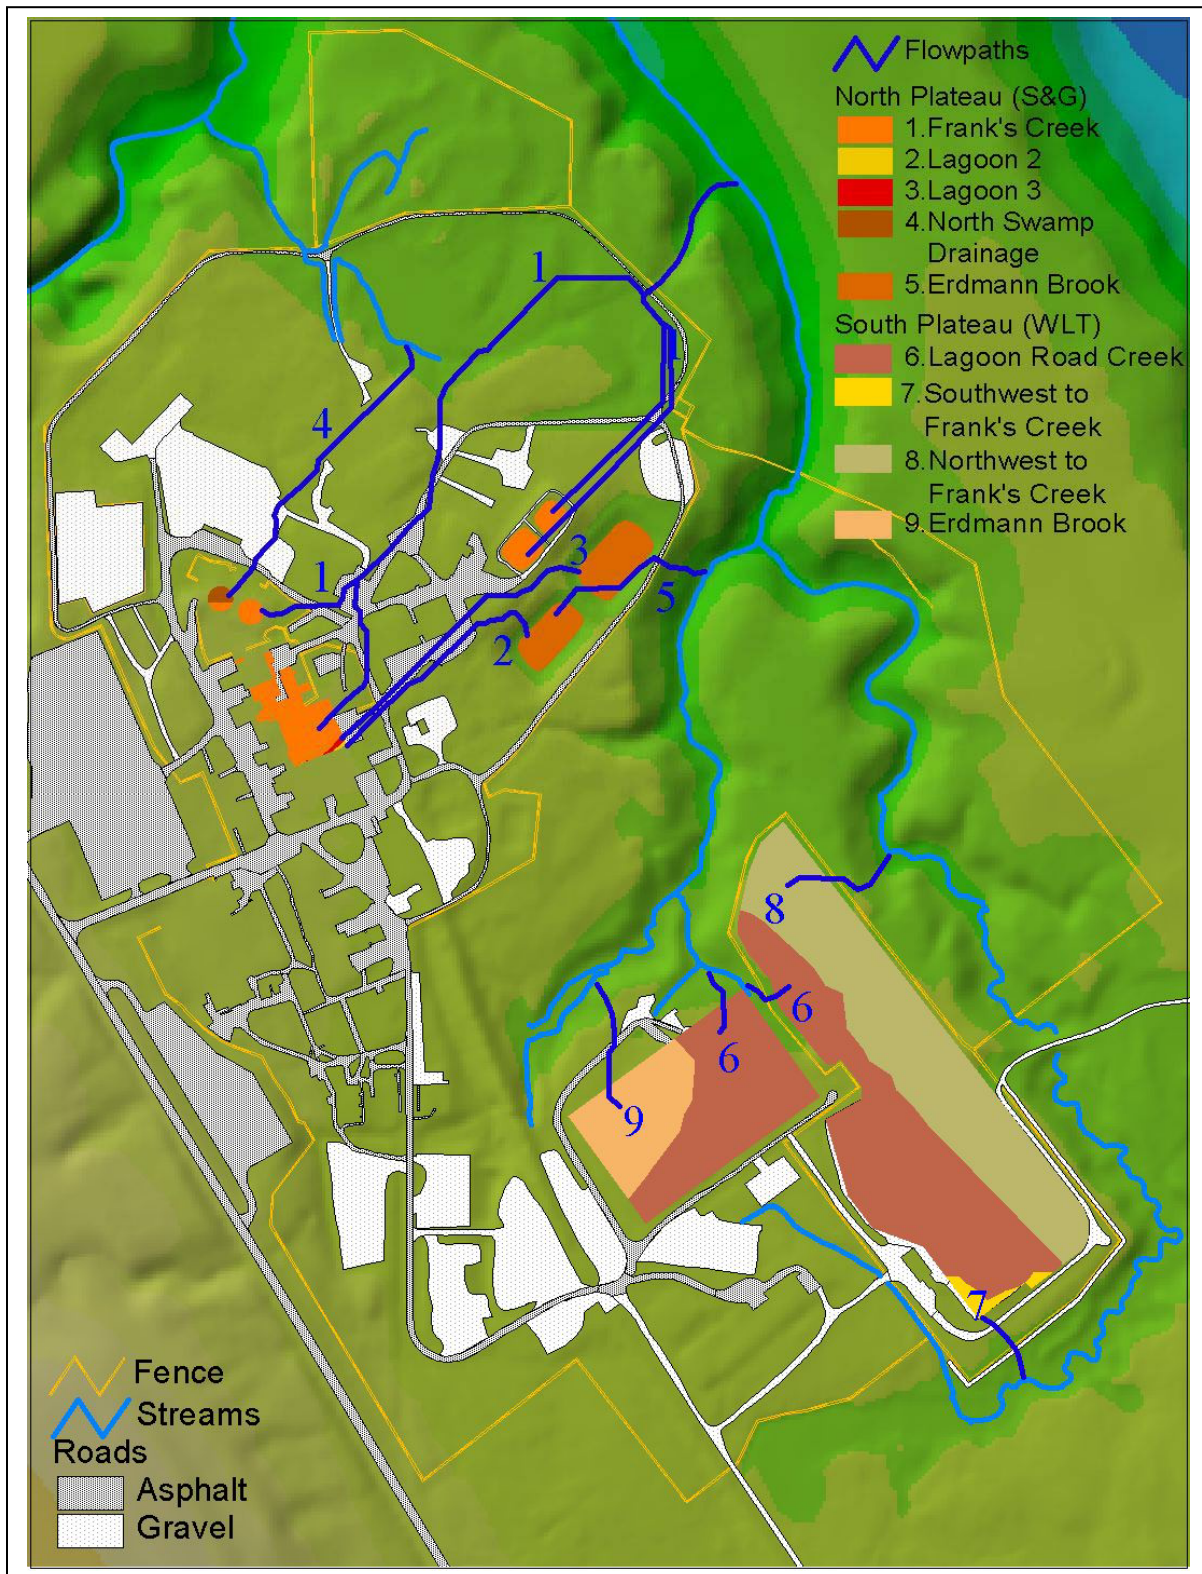 Flowpaths
North Plateau (S&G)
1.Frank's Creek
2.Lagoon 2
3.Lagoon 3
4.North Swamp
Drainage
5.Erdmann Brook
South Plateau (WLT)
6.Lagoon Road Creek
7.Southwest to
Frank's Creek
8.Northwest to
Frank's Creek
9.Erdmann Brook
1
4
1
3
5
2
8
6
6
9
7
Fence
Streams
Roads
Asphalt
Gravel